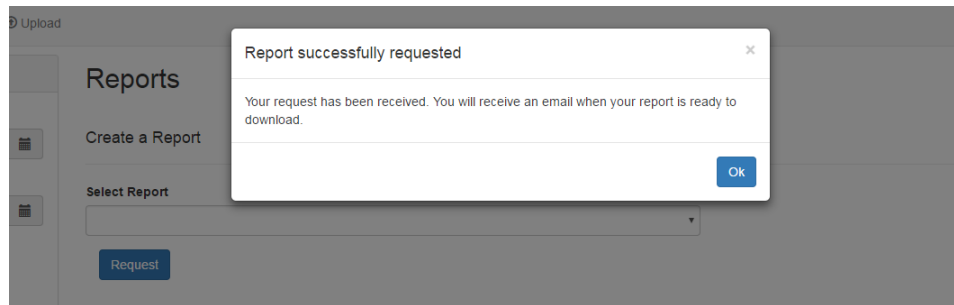 Upload
Report successfully requested
×
Reports
Your request has been received. You will receive an email when your report is ready to
download.
Create a Report
Ok
Select Report
Request